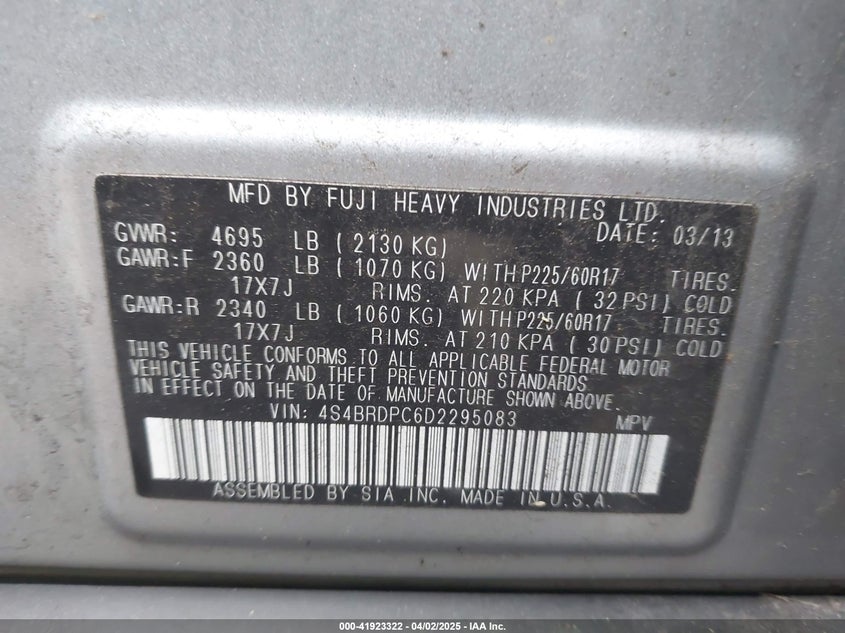 MFD BY FUJI HEAVY INDUSTRIES LTD.
DATE: 03/13
GVWR: 4695 LB ( 2130 KG)
GAWR:F 2360 LB ( 1070 KG) WITH P225/60R17 TIRES.
17X7J RIMS. AT 220 KPA ( 32 PSI) COLD
GAWR:R 2340 LB ( 1060 KG) WITH P225/60R17 TIRES.
17X7J RIMS. AT 210 KPA ( 30 PSI) COLD
THIS VEHICLE CONFORMS TO ALL APPLICABLE FEDERAL MOTOR
VEHICLE SAFETY AND THEFT PREVENTION STANDARDS
IN EFFECT ON THE DATE OF MANUFACTURE SHOWN ABOVE.
VIN: 4S4BRDPC6D2295083 MPV
ASSEMBLED BY SIA INC. MADE IN U.S.A.
000-41923322 - 04/02/2025 - IAA Inc.